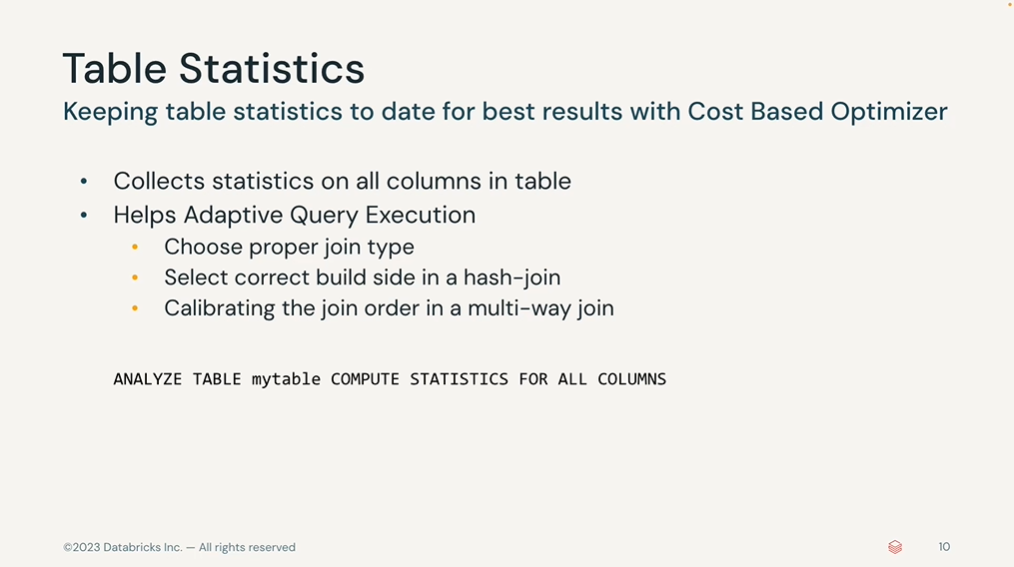 Table Statistics
Keeping table statistics to date for best results with Cost Based Optimizer
• Collects statistics on all columns in table
• Helps Adaptive Query Execution
• Choose proper join type
• Select correct build side in a hash-join
• Calibrating the join order in a multi-way join
ANALYZE TABLE mytable COMPUTE STATISTICS FOR ALL COLUMNS
©2023 Databricks Inc. — All rights reserved
10